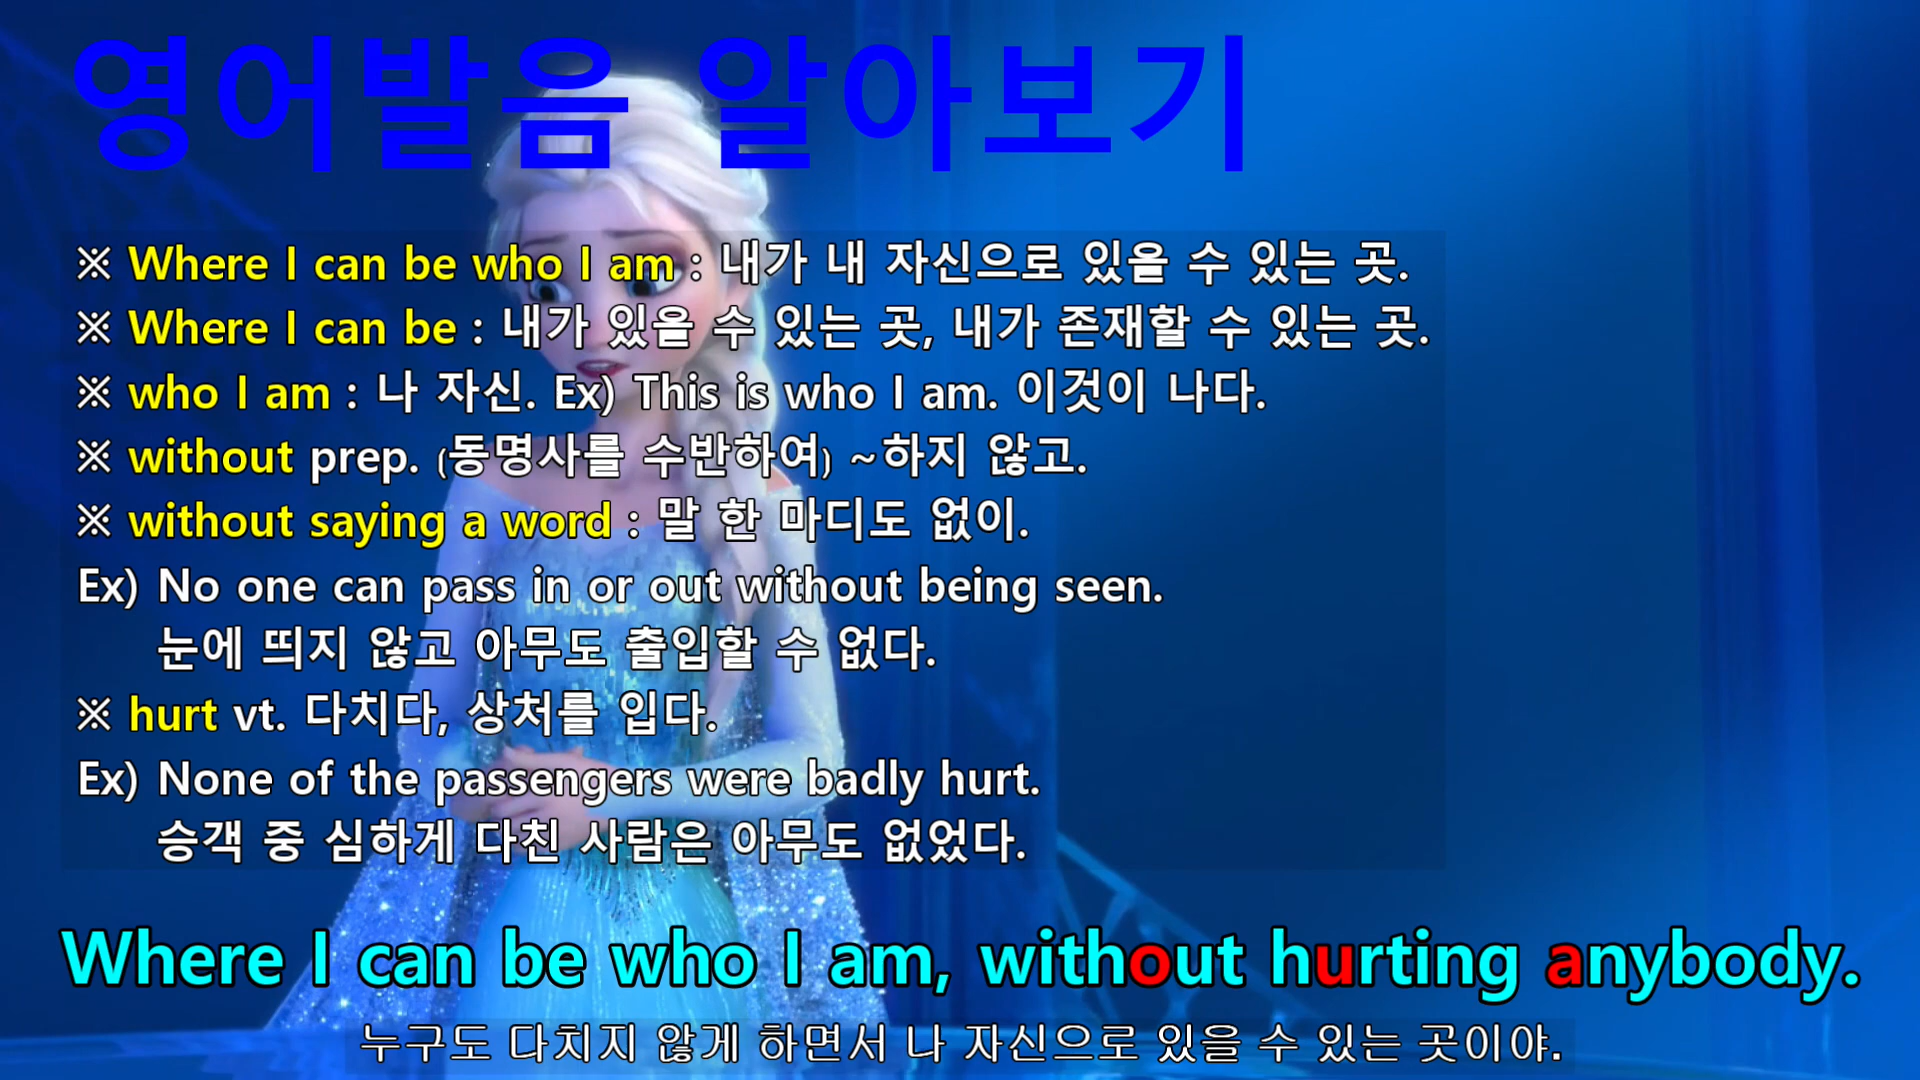 영어발음 알아보기
※ Where I can be who I am : 내가 내 자신으로 있을 수 있는 곳.
※ Where I can be : 내가 있을 수 있는 곳, 내가 존재할 수 있는 곳.
※ who I am : 나 자신. Ex) This is who I am. 이것이 나다.
※ without prep. (동명사를 수반하여) ~하지 않고.
※ without saying a word : 말 한 마디도 없이.
Ex) No one can pass in or out without being seen.
눈에 띄지 않고 아무도 출입할 수 없다.
※ hurt vt. 다치다, 상처를 입다.
Ex) None of the passengers were badly hurt.
승객 중 심하게 다친 사람은 아무도 없었다.
Where I can be who I am, without hurting anybody.
누구도 다치지 않게 하면서 나 자신으로 있을 수 있는 곳이야.